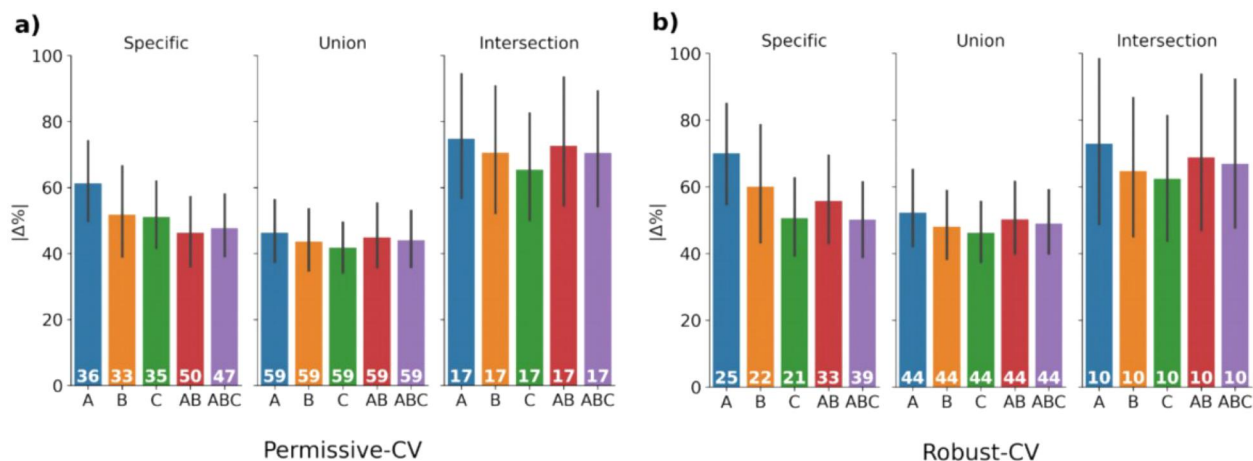 a)
Specific Union Intersection
|Δ%|
100
80
60
40
20
0
36 33 35 50 47 59 59 59 59 59 17 17 17 17 17
A B C AB ABC A B C AB ABC A B C AB ABC
Permissive-CV
b)
Specific Union Intersection
|Δ%|
100
80
60
40
20
0
25 22 21 33 39 44 44 44 44 44 10 10 10 10 10
A B C AB ABC A B C AB ABC A B C AB ABC
Robust-CV